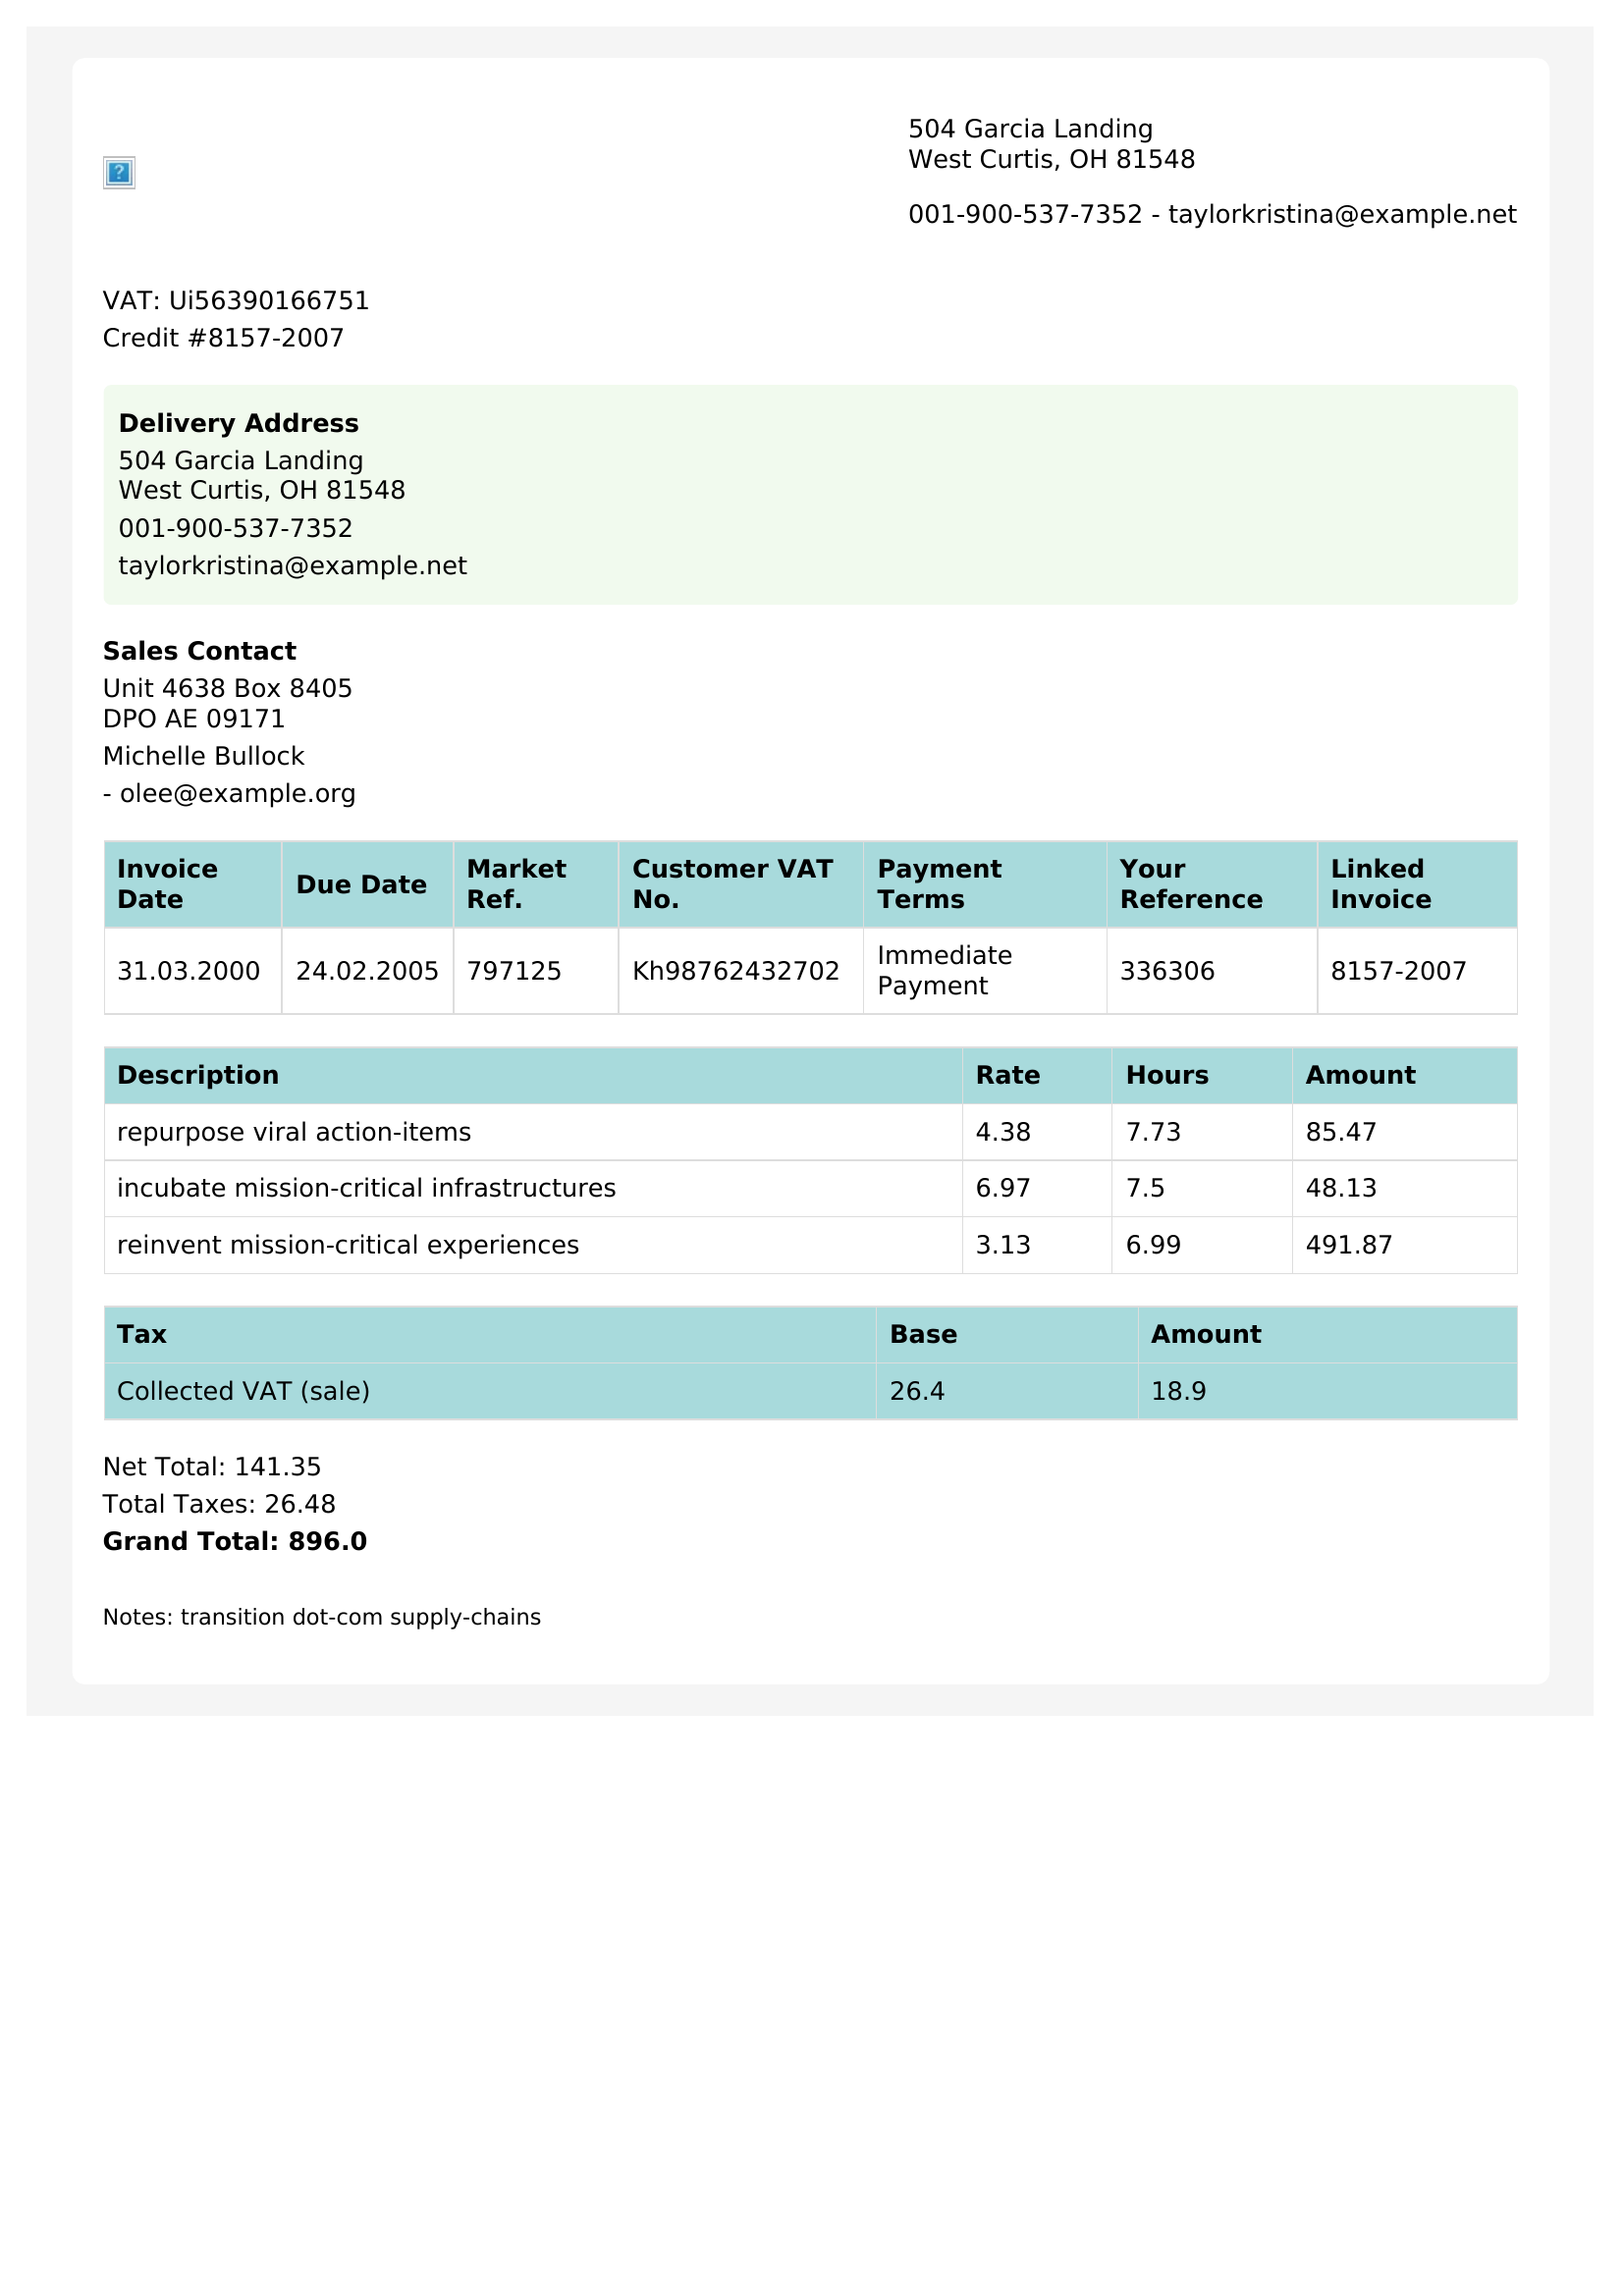 504 Garcia Landing
West Curtis, OH 81548
001-900-537-7352 - taylorkristina@example.net
VAT: Ui56390166751
Credit #8157-2007
Delivery Address
504 Garcia Landing
West Curtis, OH 81548
001-900-537-7352
taylorkristina@example.net
Sales Contact
Unit 4638 Box 8405
DPO AE 09171
Michelle Bullock
- olee@example.org
Invoice Date Due Date Market Ref. Customer VAT No. Payment Terms Your Reference Linked Invoice
31.03.2000 24.02.2005 797125 Kh98762432702 Immediate Payment 336306 8157-2007
Description Rate Hours Amount
repurpose viral action-items 4.38 7.73 85.47
incubate mission-critical infrastructures 6.97 7.5 48.13
reinvent mission-critical experiences 3.13 6.99 491.87
Tax Base Amount
Collected VAT (sale) 26.4 18.9
Net Total: 141.35
Total Taxes: 26.48
Grand Total: 896.0
Notes: transition dot-com supply-chains